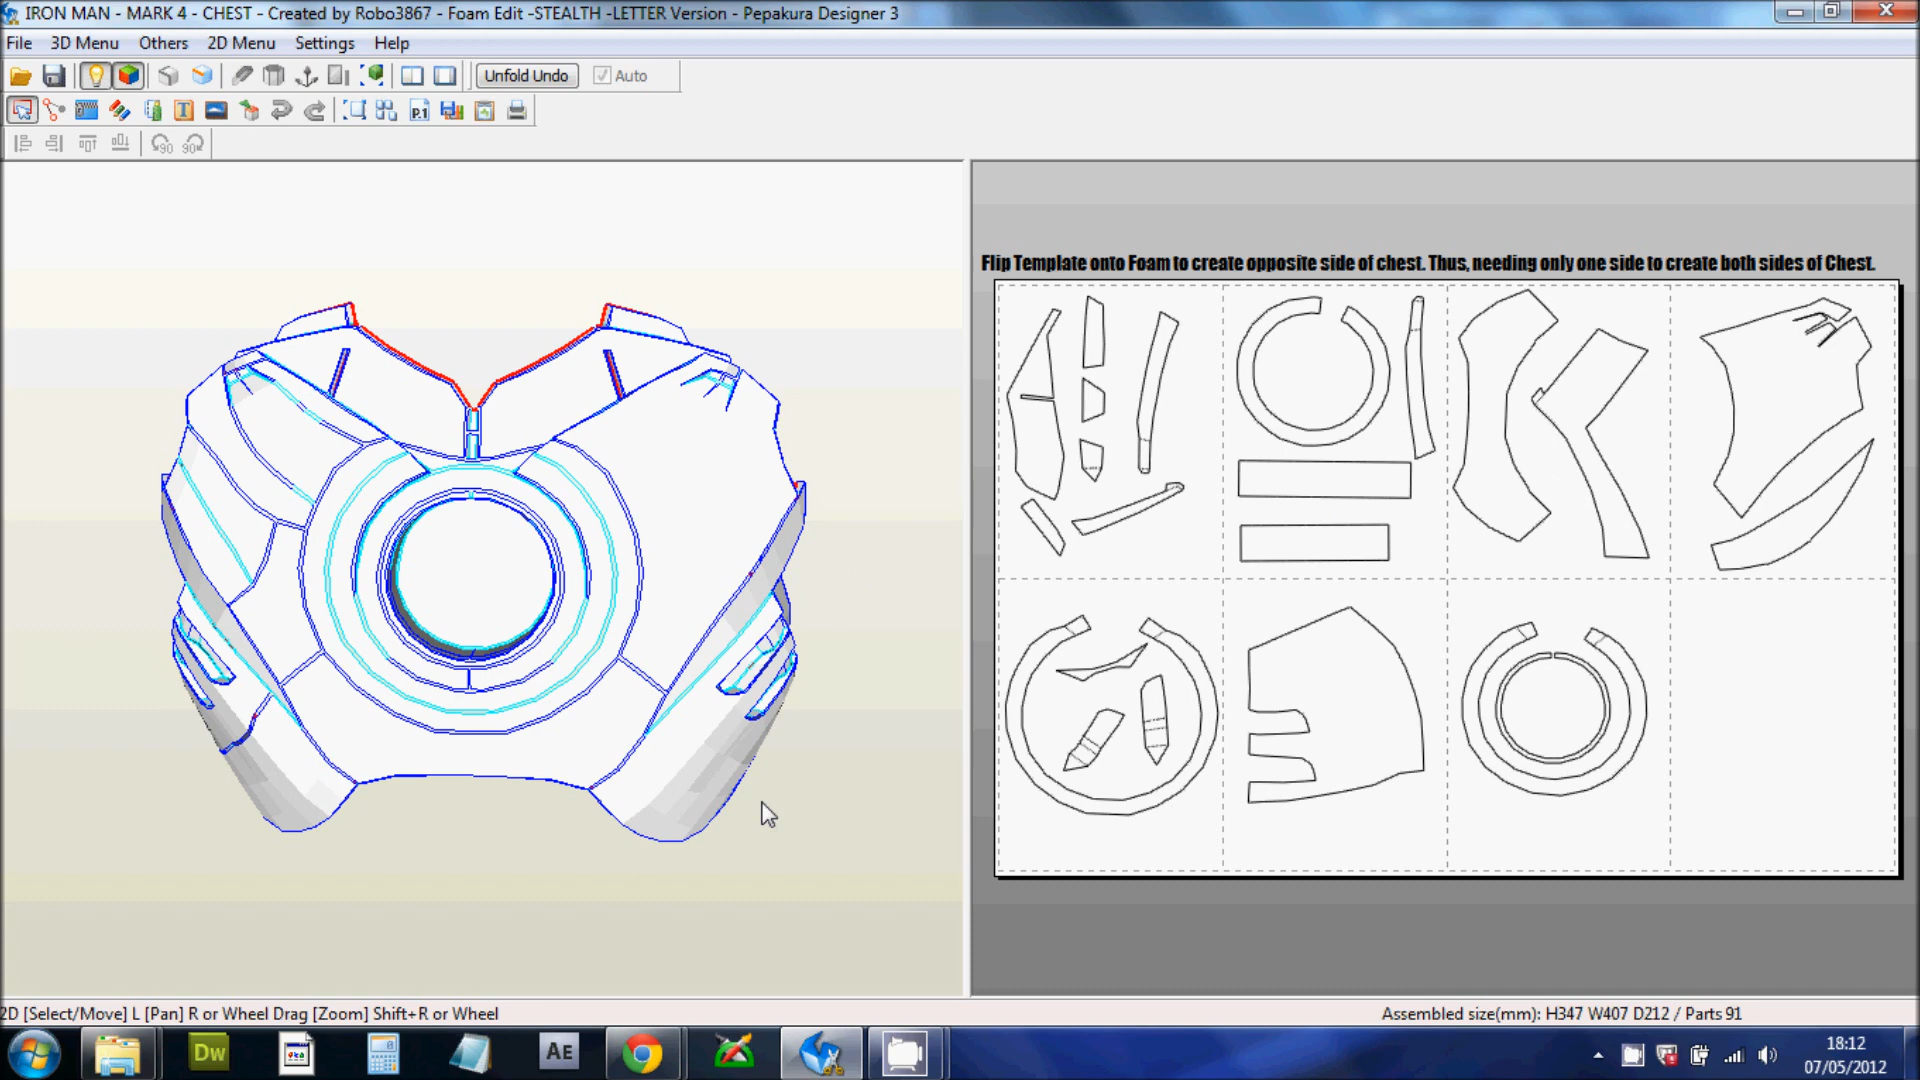 IRON MAN - MARK 4 - CHEST - Created by Robo3867 - Foam Edit -STEALTH -LETTER Version - Pepakura Designer 3
File 3D Menu Others 2D Menu Settings Help
Unfold Undo Auto
T P.1
90 90
Flip Template onto Foam to create opposite side of chest. Thus, needing only one side to create both sides of Chest.
2D [Select/Move] L [Pan] R or Wheel Drag [Zoom] Shift+R or Wheel
Assembled size(mm): H347 W407 D212 / Parts 91
Dw AE
18:12
07/05/2012